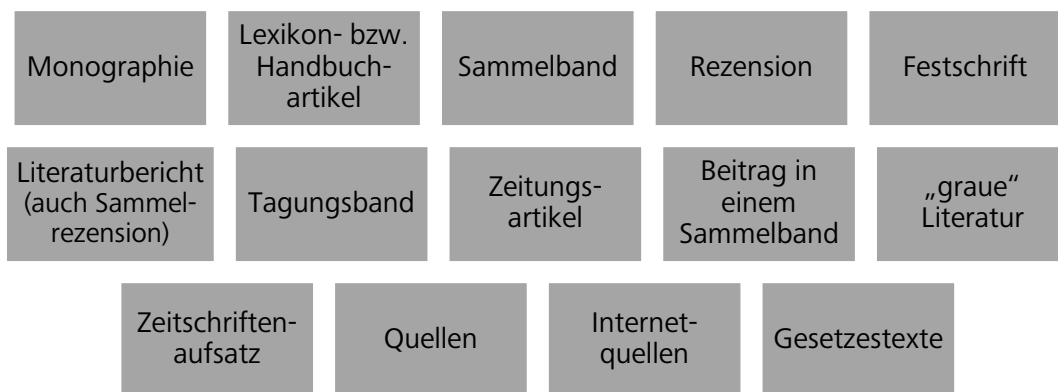 Monographie
Lexikon- bzw.
Handbuch-
artikel
Sammelband
Rezension
Festschrift
Literaturbericht
(auch Sammel-
rezension)
Tagungsband
Zeitungs-
artikel
Beitrag in
einem
Sammelband
„graue“
Literatur
Zeitschriften-
aufsatz
Quellen
Internet-
quellen
Gesetzestexte